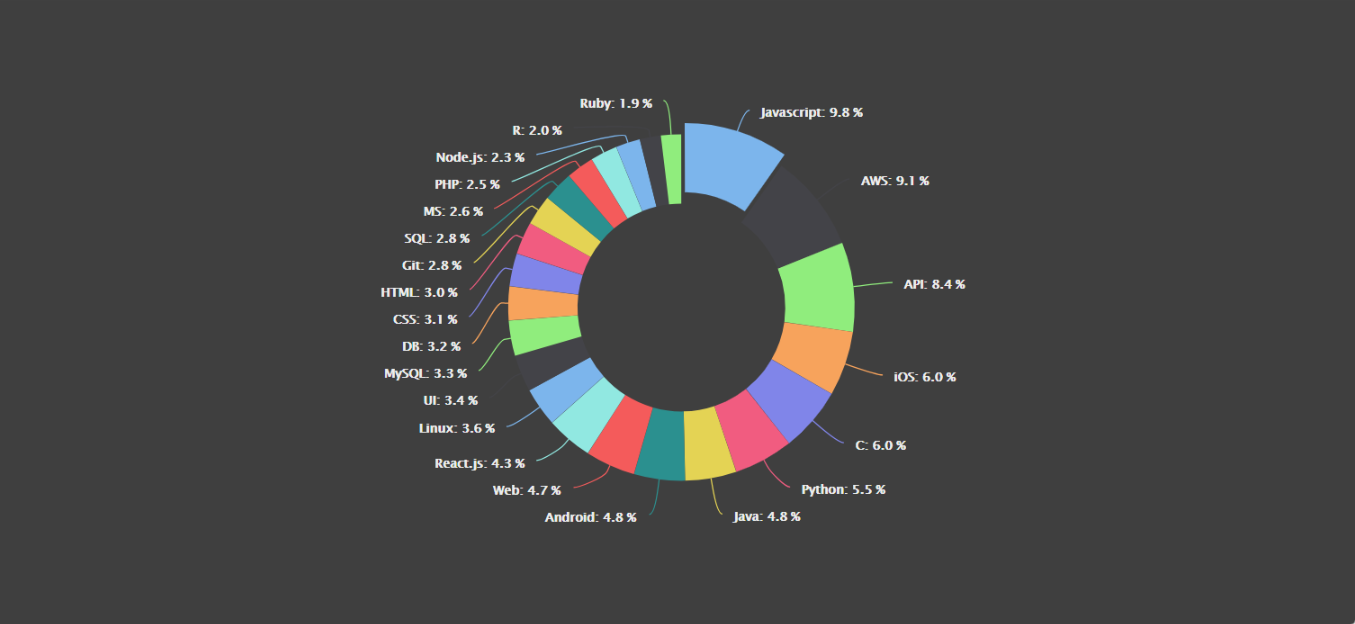 Ruby: 1.9 %
Javascript: 9.8 %
R: 2.0 %
Node.js: 2.3 %
AWS: 9.1 %
PHP: 2.5 %
MS: 2.6 %
SQL: 2.8 %
Git: 2.8 %
API: 8.4 %
HTML: 3.0 %
CSS: 3.1 %
DB: 3.2 %
MySQL: 3.3 %
iOS: 6.0 %
UI: 3.4 %
Linux: 3.6 %
C: 6.0 %
React.js: 4.3 %
Web: 4.7 %
Python: 5.5 %
Android: 4.8 %
Java: 4.8 %